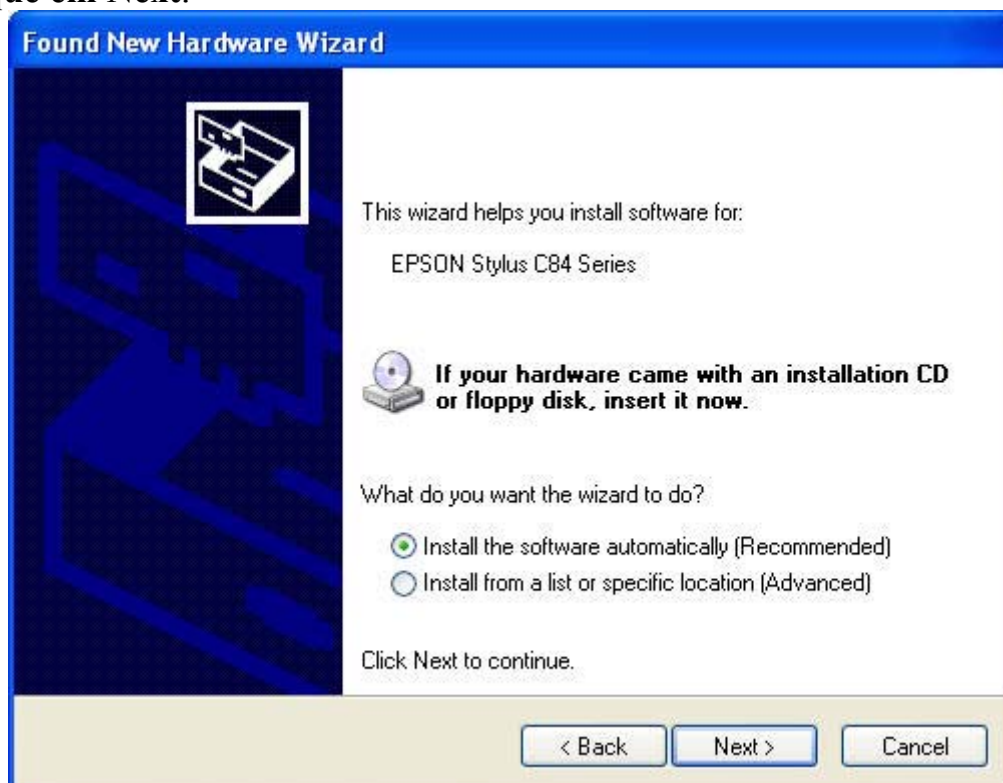 em Next.
Found New Hardware Wizard
This wizard helps you install software for:
EPSON Stylus C84 Series
If your hardware came with an installation CD
or floppy disk, insert it now.
What do you want the wizard to do?
Install the software automatically (Recommended)
Install from a list or specific location (Advanced)
Click Next to continue.
< Back
Next >
Cancel